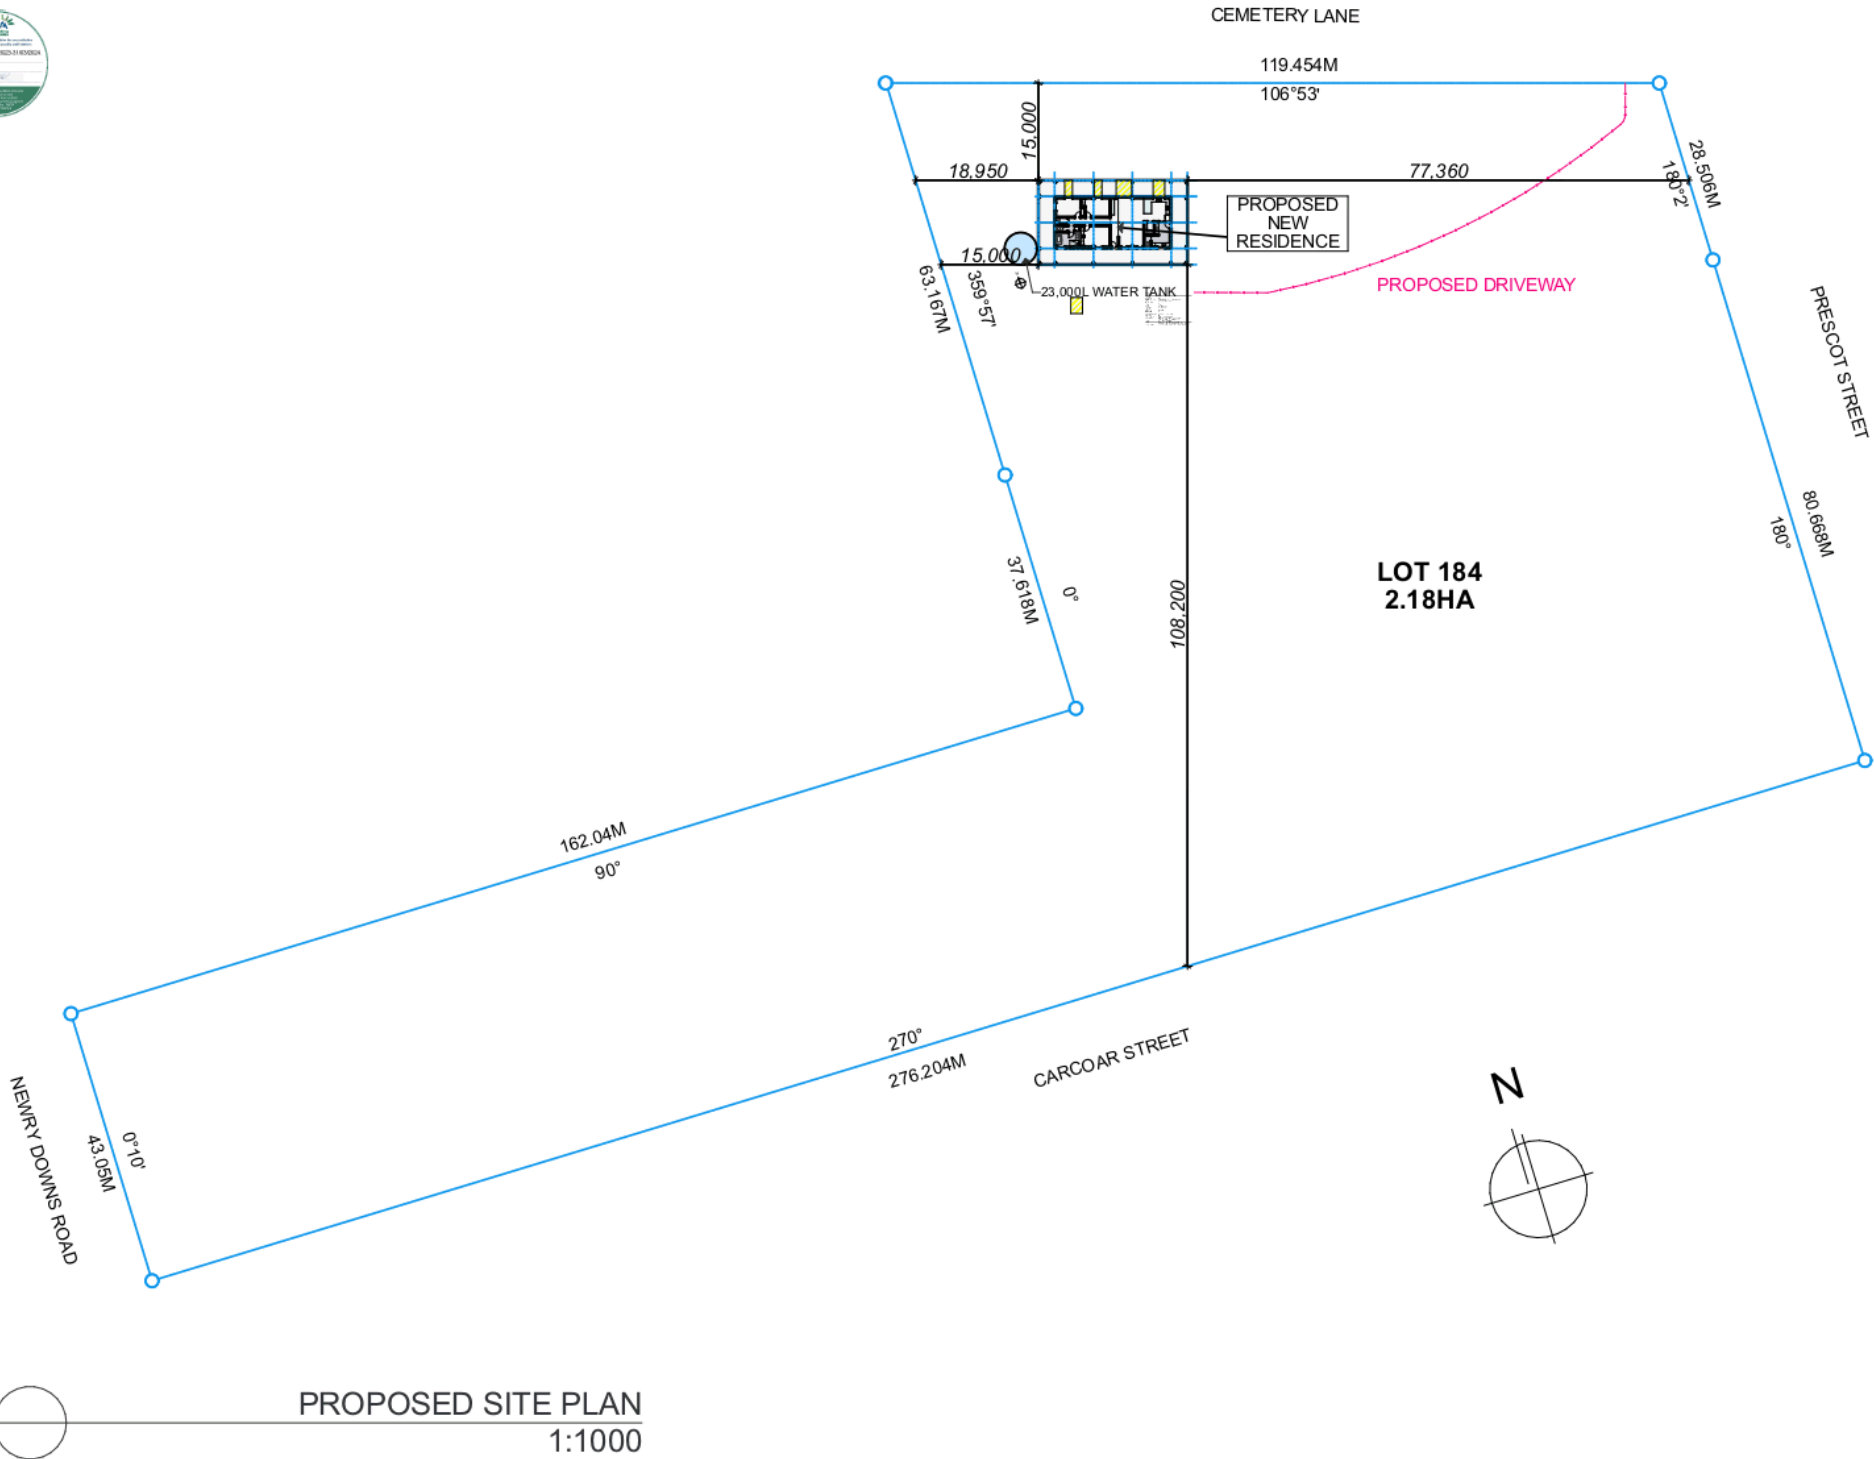 CEMETERY LANE
119.454M
106°53'
15,000
18,950
77,360
28.506M
180°2'
PROPOSED
NEW
RESIDENCE
15,000
63.167M
359°57'
23,000L WATER TANK
PROPOSED DRIVEWAY
PRESCOT STREET
37.618M
0°
108,200
LOT 184
2.18HA
80.668M
180°
162.04M
90°
270°
276.204M
CARCOAR STREET
NEWRY DOWNS ROAD
43.05M
0°10'
N
PROPOSED SITE PLAN
1:1000